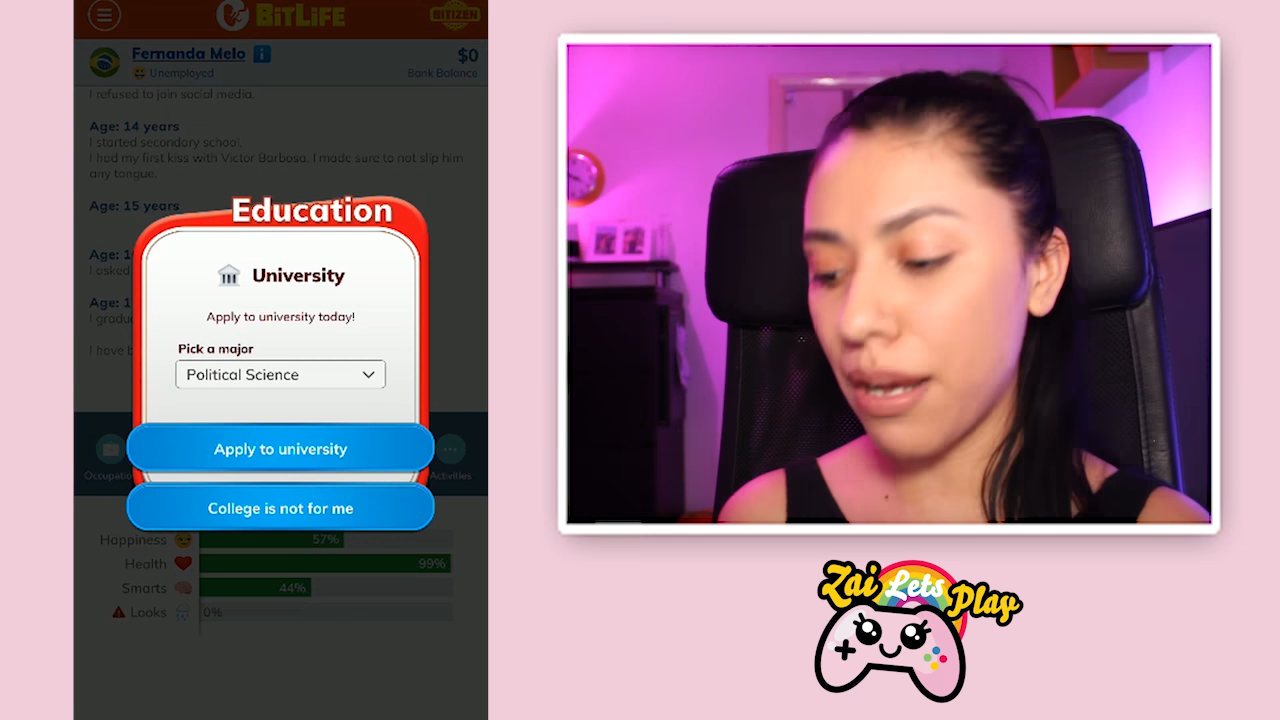 BITLIFE
BITIZEN
Fernanda Melo
$0
Unemployed
Bank Balance
I refused to join social media.
Age: 14 years
I started secondary school.
I had my first kiss with Victor Barbosa. I made sure to not slip him
any tongue.
Age: 15 years
Education
University
Apply to university today!
Pick a major
Political Science
Apply to university
College is not for me
Activities
Happiness
57%
Health
99%
Smarts
44%
Looks
0%
Zai Lets Play